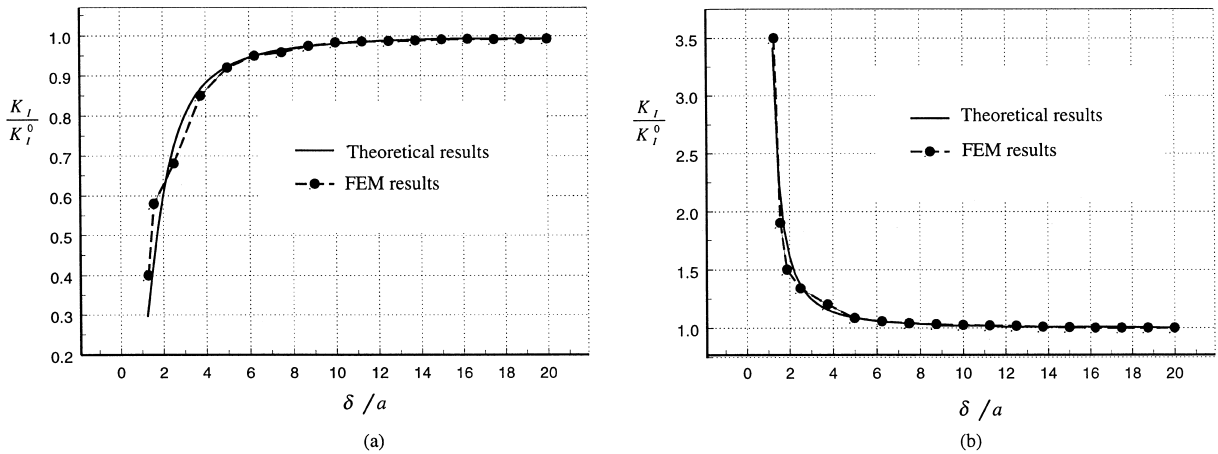 1.0
0.9
0.8
0.7
0.6
0.5
0.4
0.3
0.2
K_I
K_I^0
Theoretical results
FEM results
0 2 4 6 8 10 12 14 16 18 20
δ /a
(a)
3.5
3.0
2.5
2.0
1.5
1.0
K_I
K_I^0
Theoretical results
FEM results
0 2 4 6 8 10 12 14 16 18 20
δ /a
(b)